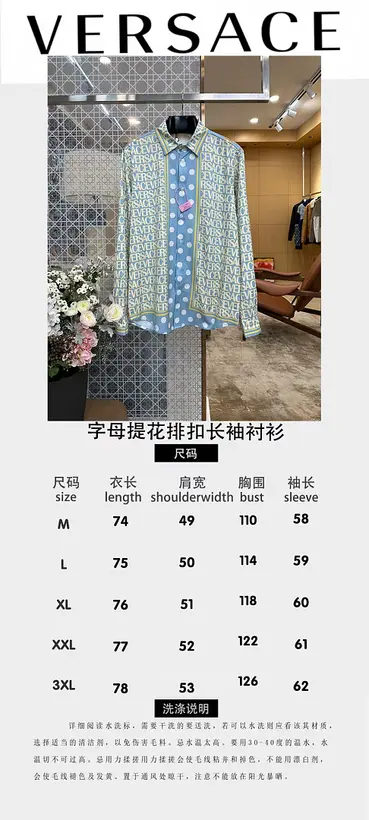 VERSACE
字母提花排扣长袖衬衫
尺码
尺码 衣长 肩宽 胸围 袖长
size length shoulderwidth bust sleeve
M 74 49 110 58
L 75 50 114 59
XL 76 51 118 60
XXL 77 52 122 61
3XL 78 53 126 62
洗涤说明
详细阅读水洗标，需要干洗的要送洗，若可以水洗则应看该其材质，
选择适当的清洁剂，以免伤害毛料。总水温太高，要用30-40度的温水，水
温切不可过高。总用力揉搓用力揉搓会使毛线粘并和掉色，不能用漂白剂，
会使毛线褪色及发黄。置于通风处晾干，注意不能放在阳光暴晒。